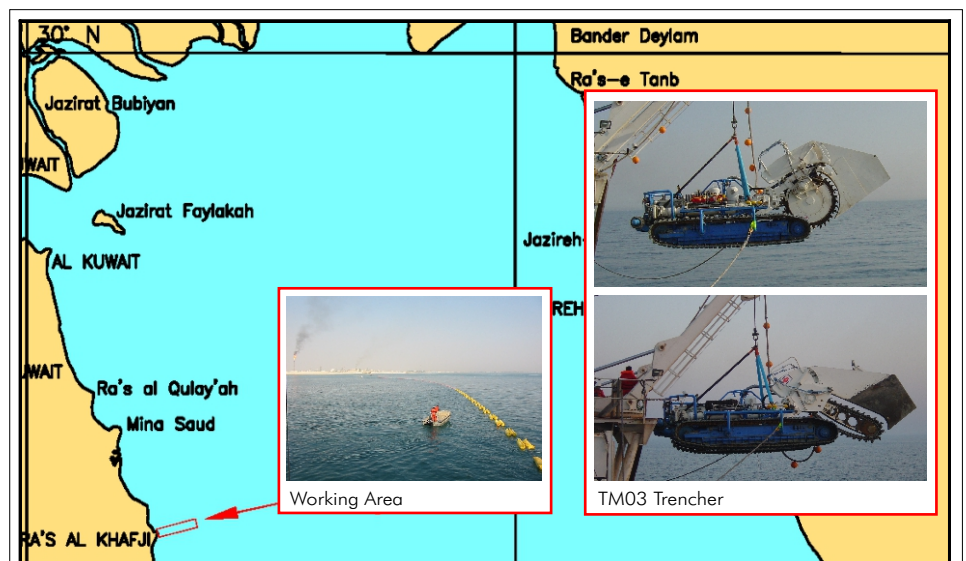 30° N
Bander Deylam
Ra's-e Tanb
Jazirat Bubiyan
WAIT
Jazirat Faylakah
Jazireh-
AL KUWAIT
REH
WAIT
Ra's al Qulay'ah
Mina Saud
Working Area
TM03 Trencher
RA'S AL KHAFJI